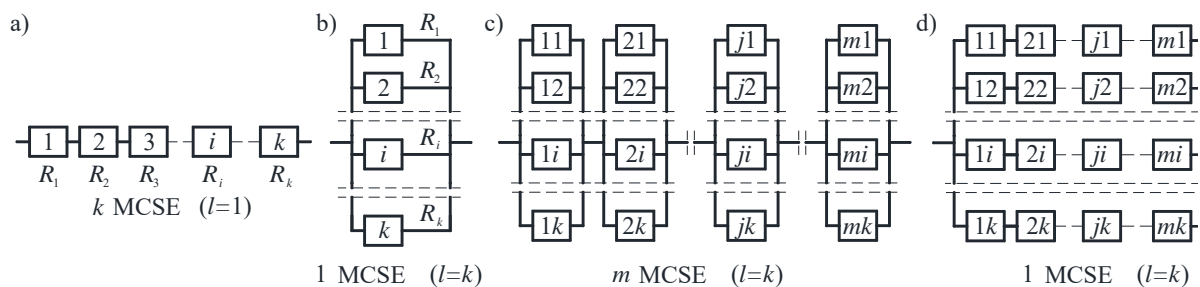 a)
1 2 3 i k
R1 R2 R3 Ri Rk
k MCSE (l=1)
b)
1 R1
2 R2
i Ri
k Rk
1 MCSE (l=k)
c)
11 21 j1 m1
12 22 j2 m2
1i 2i ji mi
1k 2k jk mk
m MCSE (l=k)
d)
11 21 j1 m1
12 22 j2 m2
1i 2i ji mi
1k 2k jk mk
1 MCSE (l=k)